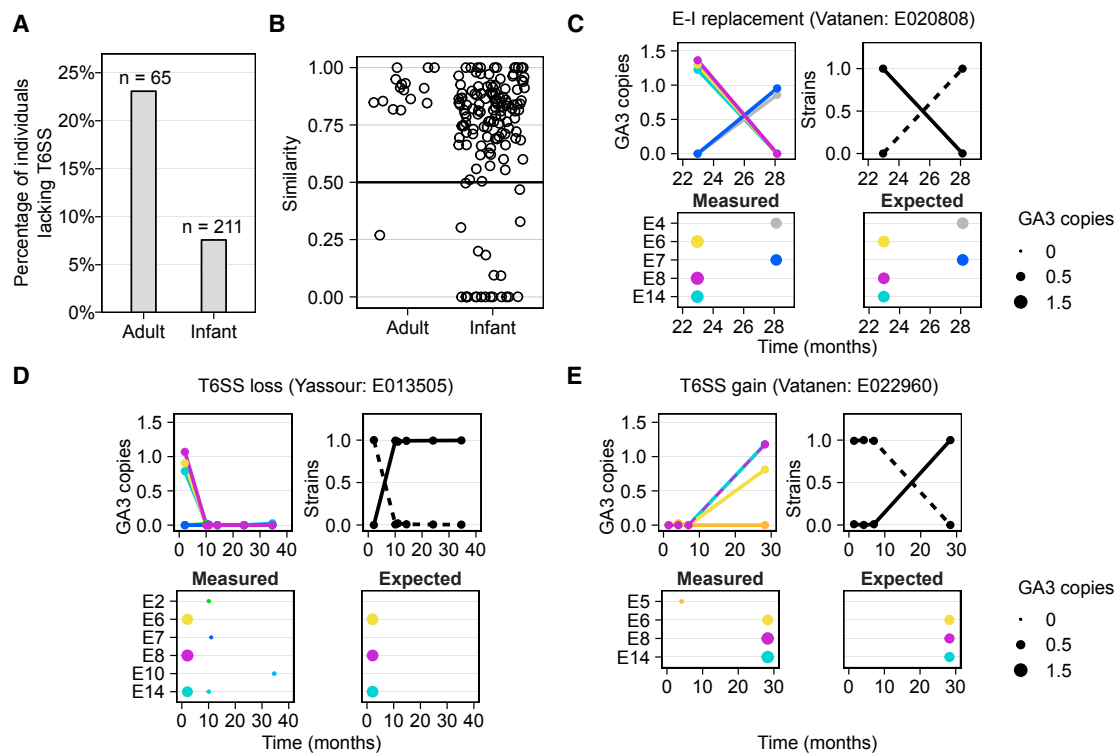 A
Percentage of individuals
lacking T6SS
25%
20%
15%
10%
5%
0%
n = 65
n = 211
Adult
Infant
B
Similarity
1.00
0.75
0.50
0.25
0.00
Adult
Infant
C
E-I replacement (Vatanen: E020808)
GA3 copies
1.5
1.0
0.5
0.0
22 24 26 28
Strains
1.0
0.5
0.0
22 24 26 28
Measured
Expected
E4
E6
E7
E8
E14
22 24 26 28
22 24 26 28
Time (months)
GA3 copies
0
0.5
1.5
D
T6SS loss (Yassour: E013505)
GA3 copies
1.5
1.0
0.5
0.0
0 10 20 30 40
Strains
1.0
0.5
0.0
0 10 20 30 40
Measured
Expected
E2
E6
E7
E8
E10
E14
0 10 20 30 40
0 10 20 30 40
Time (months)
E
T6SS gain (Vatanen: E022960)
GA3 copies
1.5
1.0
0.5
0.0
0 10 20 30
Strains
1.0
0.5
0.0
0 10 20 30
Measured
Expected
E5
E6
E8
E14
0 10 20 30
0 10 20 30
Time (months)
GA3 copies
0
0.5
1.5